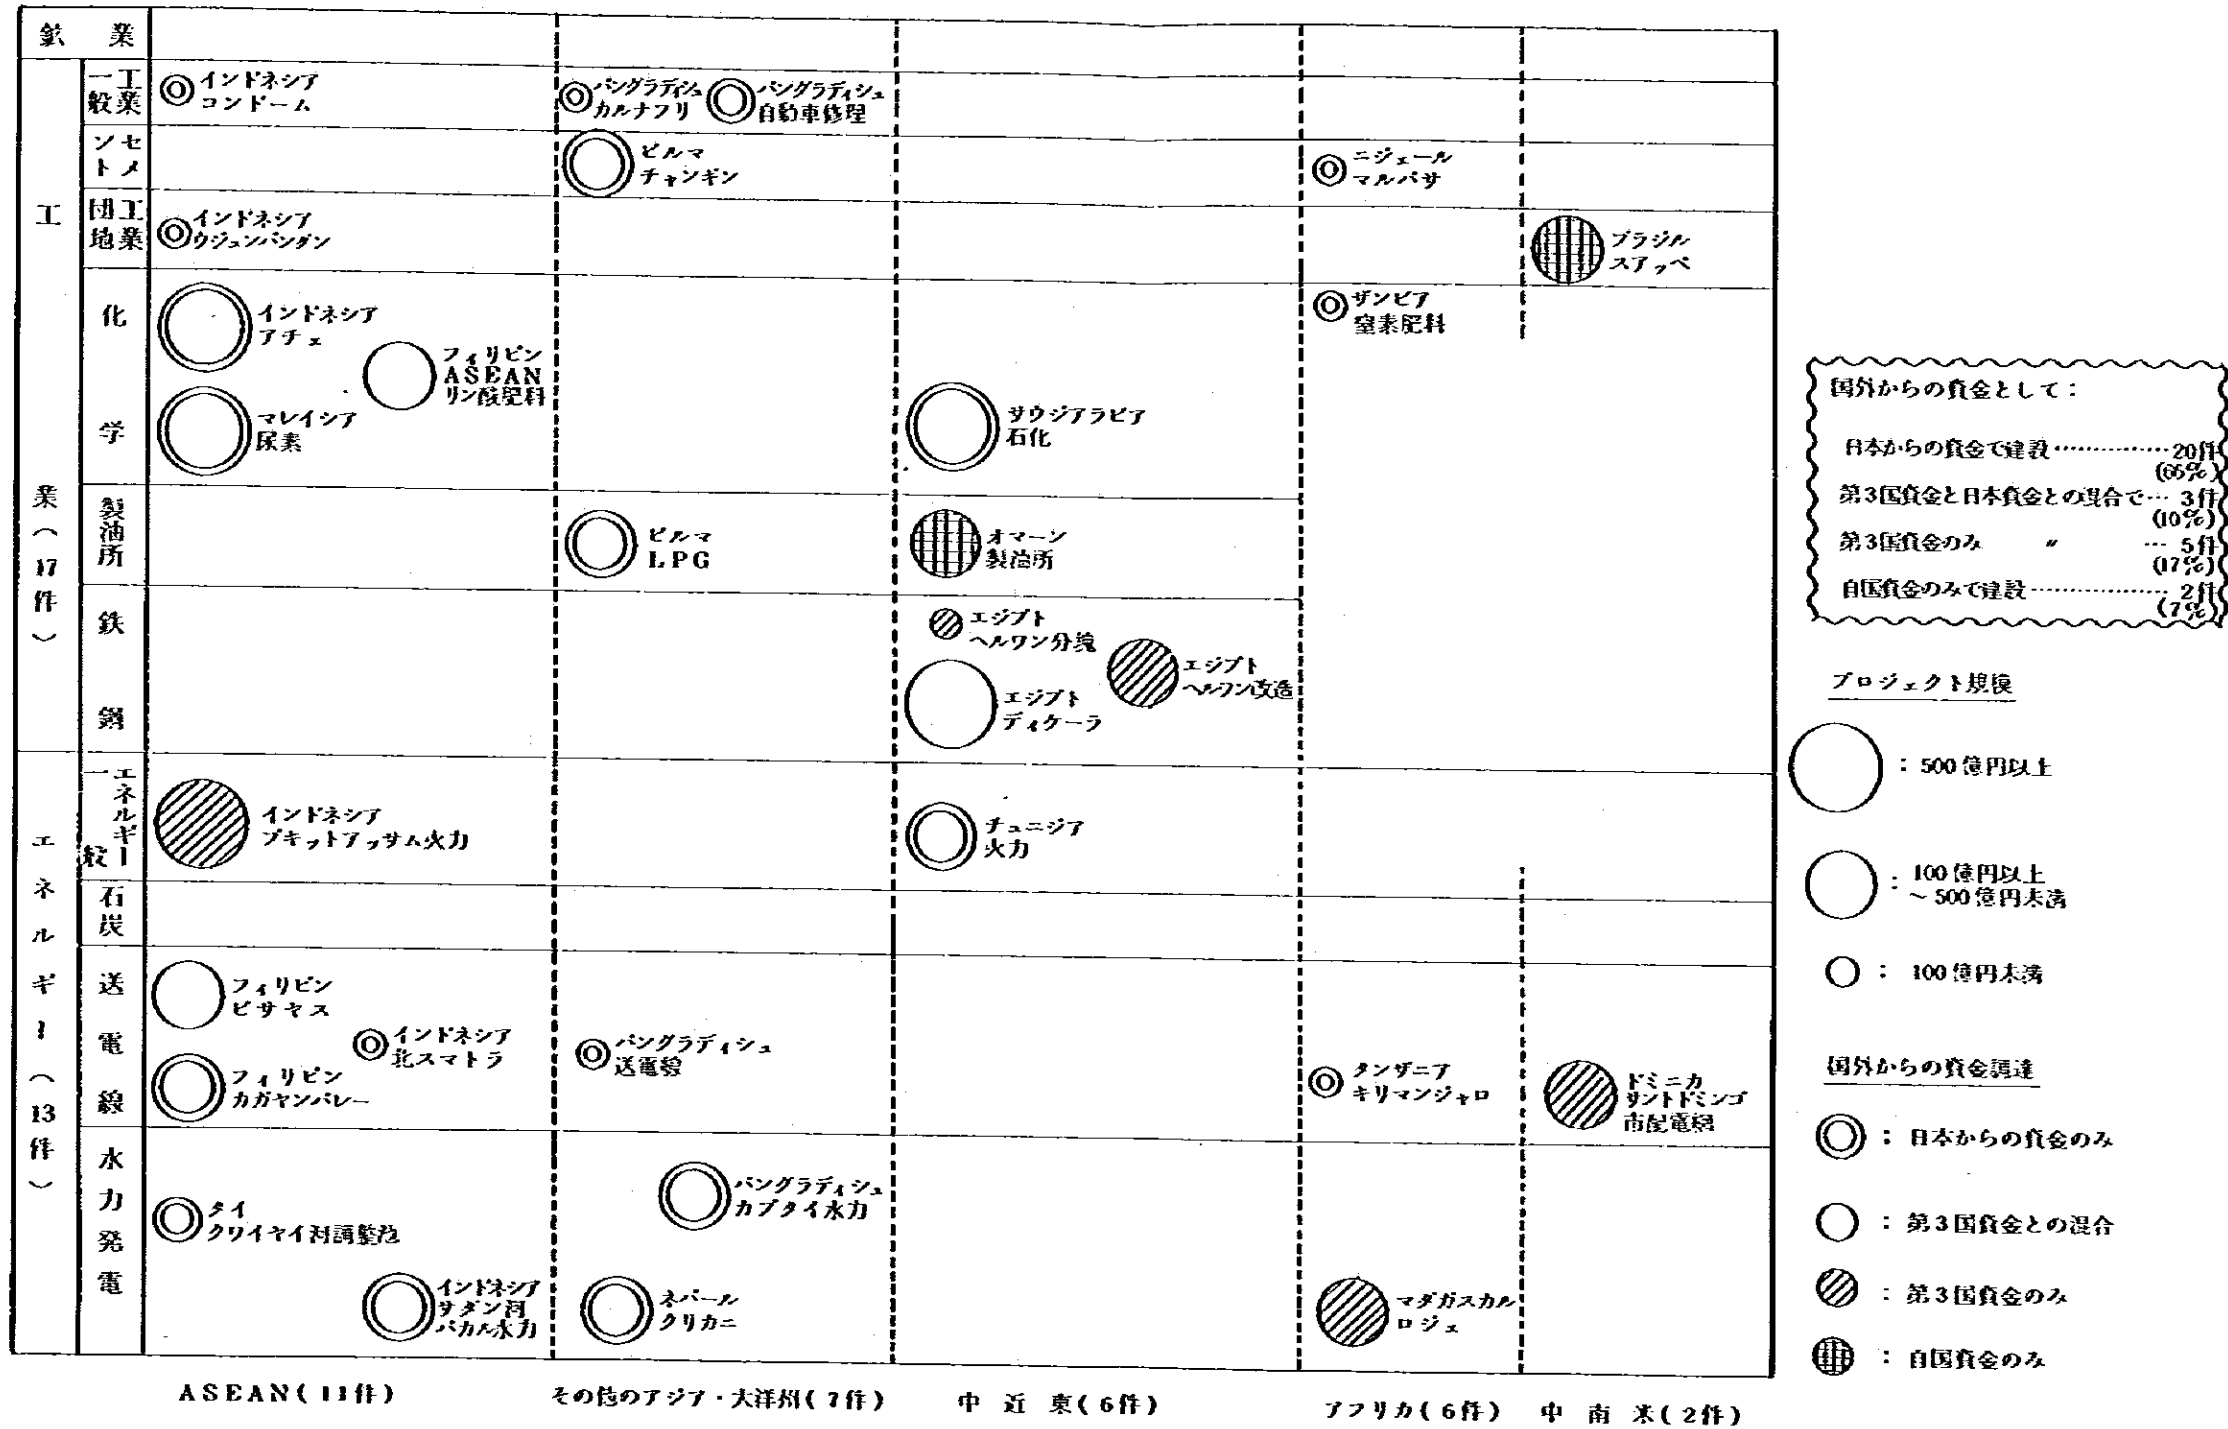 鉱業
工業(17件)
一般工業
インドネシア
コンドーム
バングラディシュ
カルナフリ
バングラディシュ
自動車修理
セメント
ビルマ
チャンギン
ニジェール
マルバサ
工業団地
インドネシア
ウジュンパンダン
ブラジル
スアッペ
化学
インドネシア
アチェ
フィリピン
ASEAN
リン酸肥料
マレイシア
尿素
サウジアラビア
石化
ザンビア
窒素肥料
製油所
ビルマ
LPG
オマーン
製油所
鉄鋼
エジプト
ヘルワン分塊
エジプト
ヘルワン改造
エジプト
ディケーラ
エネルギー(13件)
エネルギー一般
インドネシア
ブキットアッサム火力
チュニジア
火力
石炭
送電線
フィリピン
ビサヤス
インドネシア
北スマトラ
フィリピン
カガヤンバレー
バングラディシュ
送電線
タンザニア
キリマンジャロ
ドミニカ
サントドミンゴ
市配電網
水力発電
タイ
クワイヤイ河調整池
インドネシア
サダン河
バカル水力
バングラディシュ
カプタイ水力
ネパール
クリカニ
マダガスカル
ロジェ
ASEAN(11件)
その他のアジア・大洋州(7件)
中近東(6件)
アフリカ(6件)
中南米(2件)
国外からの資金として:
日本からの資金で建設……………20件
(66%)
第3国資金と日本資金との混合で… 3件
(10%)
第3国資金のみ 〃 … 5件
(17%)
自国資金のみで建設……………… 2件
(7%)
プロジェクト規模
: 500億円以上
: 100億円以上
～500億円未満
: 100億円未満
国外からの資金調達
: 日本からの資金のみ
: 第3国資金との混合
: 第3国資金のみ
: 自国資金のみ